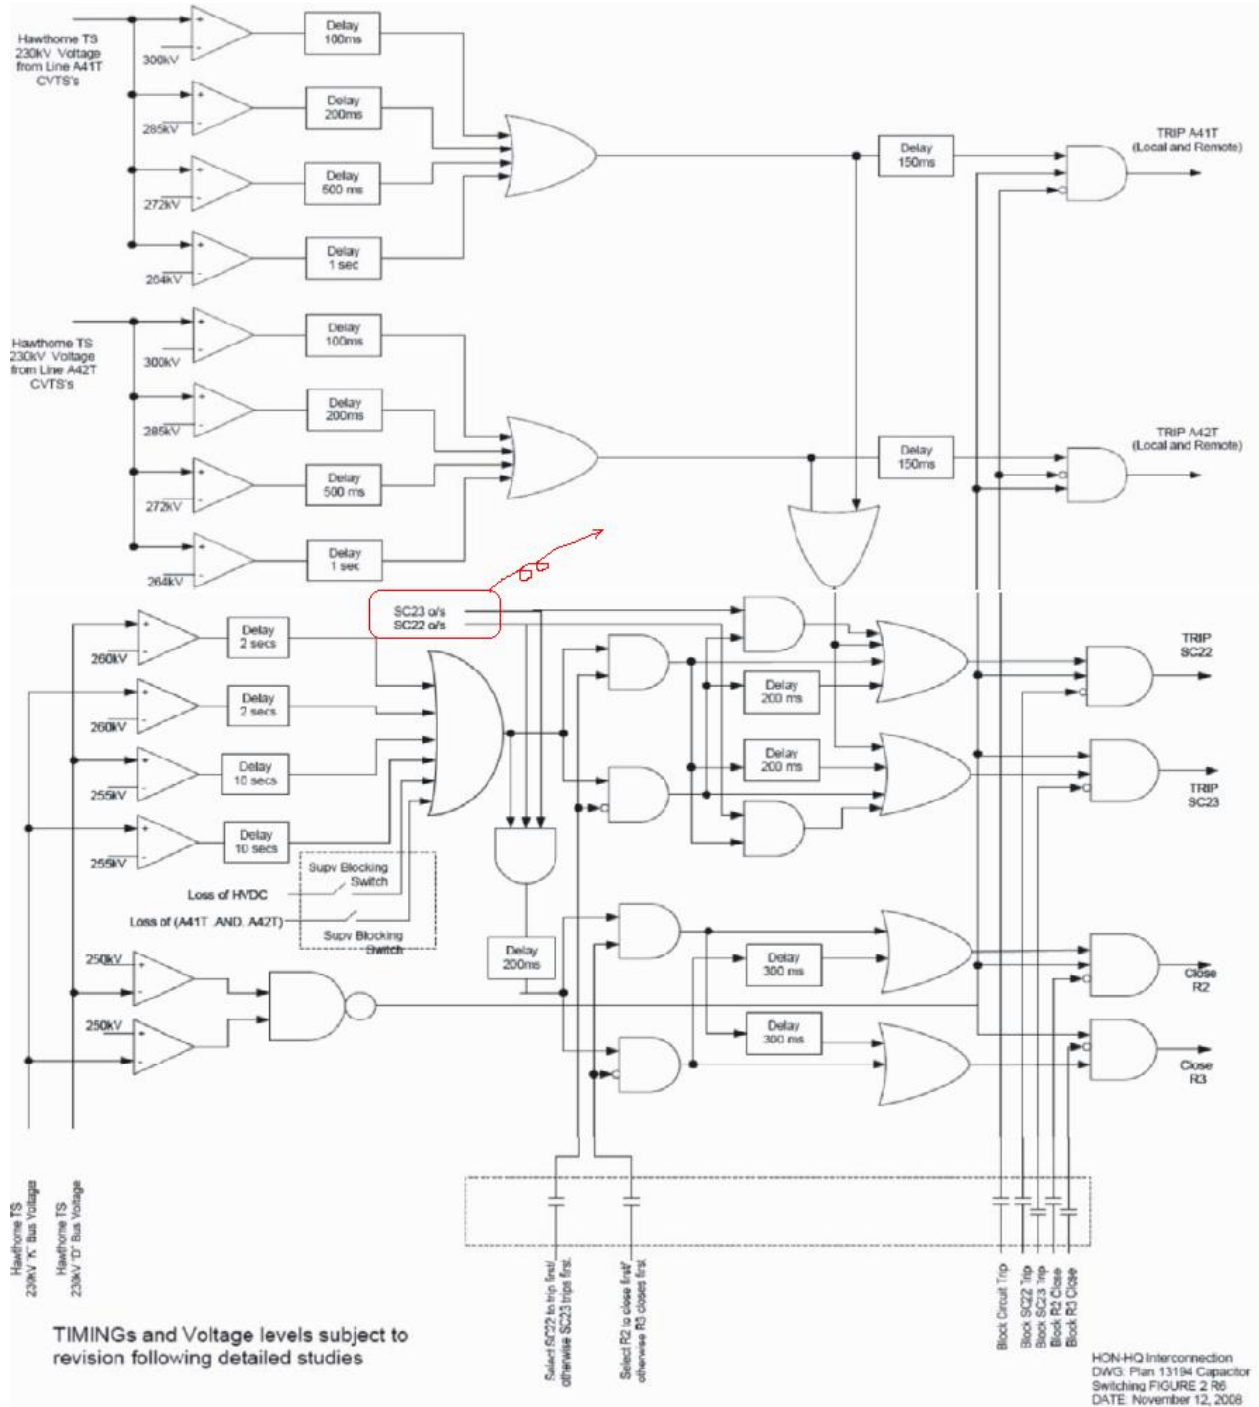 Hawthorne TS
230kV Voltage
from Line A41T
CVTS's
+
-
300kV
Delay
100ms
+
-
285kV
Delay
200ms
+
-
272kV
Delay
500 ms
+
-
264kV
Delay
1 sec
Delay
150ms
TRIP A41T
(Local and Remote)
Hawthorne TS
230kV Voltage
from Line A42T
CVTS's
+
-
300kV
Delay
100ms
+
-
285kV
Delay
200ms
+
-
272kV
Delay
500 ms
+
-
264kV
Delay
1 sec
Delay
150ms
TRIP A42T
(Local and Remote)
SC23 o/s
SC22 o/s
+
-
260kV
Delay
2 secs
+
-
260kV
Delay
2 secs
+
-
255kV
Delay
10 secs
+
-
255kV
Delay
10 secs
Delay
200 ms
Delay
200 ms
TRIP
SC22
TRIP
SC23
Supv Blocking
Switch
Loss of HVDC
Loss of (A41T .AND. A42T)
Supv Blocking
Switch
250kV
+
-
250kV
+
-
Delay
200ms
Delay
300 ms
Delay
300 ms
Close
R2
Close
R3
Hawthorne TS
230kV "K" Bus Voltage
Hawthorne TS
230kV "D" Bus Voltage
Select SC22 to trip first/
otherwise SC23 trips first.
Select R2 to close first/
otherwise R3 closes first
Block Circuit Trip
Block SC22 Trip
Block SC23 Trip
Block R2 Close
Block R3 Close
TIMINGs and Voltage levels subject to
revision following detailed studies
HON-HQ Interconnection
DWG: Plan 13194 Capacitor
Switching FIGURE 2 R6
DATE: November 12, 2008